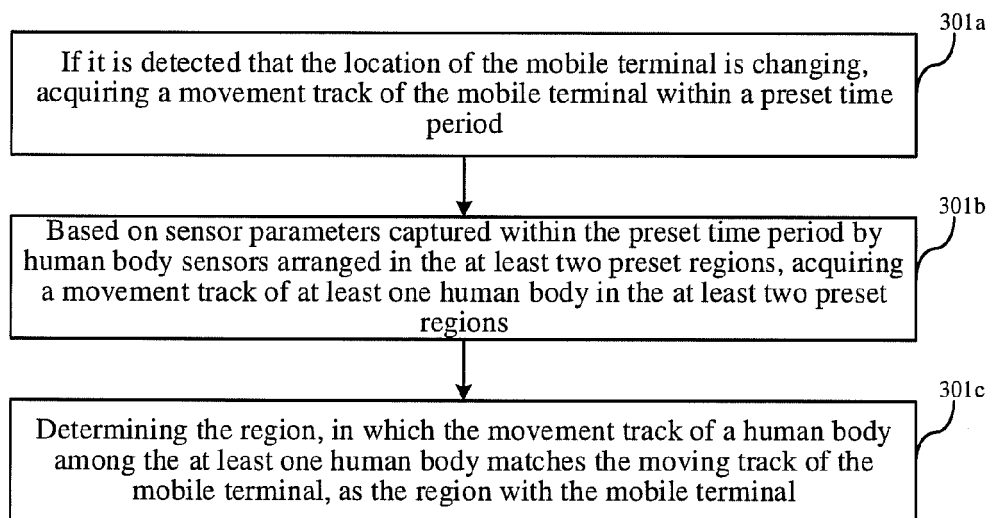 301a
If it is detected that the location of the mobile terminal is changing,
acquiring a movement track of the mobile terminal within a preset time
period
301b
Based on sensor parameters captured within the preset time period by
human body sensors arranged in the at least two preset regions, acquiring
a movement track of at least one human body in the at least two preset
regions
301c
Determining the region, in which the movement track of a human body
among the at least one human body matches the moving track of the
mobile terminal, as the region with the mobile terminal